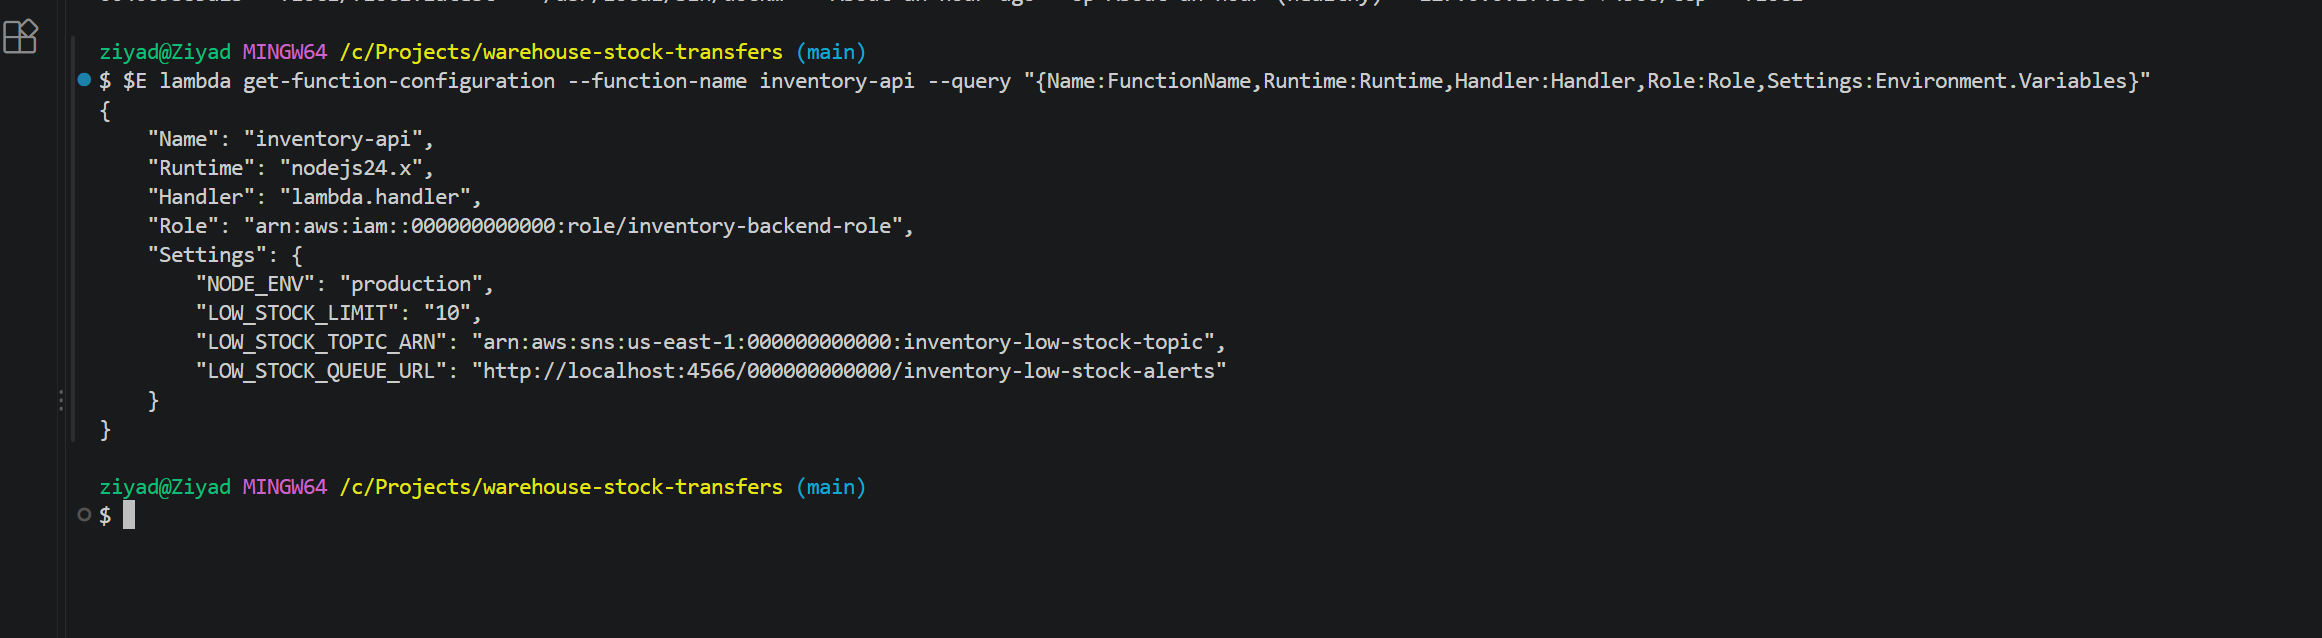 ziyad@Ziyad MINGW64 /c/Projects/warehouse-stock-transfers (main)
$ $E lambda get-function-configuration --function-name inventory-api --query "{Name:FunctionName,Runtime:Runtime,Handler:Handler,Role:Role,Settings:Environment.Variables}"
{
    "Name": "inventory-api",
    "Runtime": "nodejs24.x",
    "Handler": "lambda.handler",
    "Role": "arn:aws:iam::000000000000:role/inventory-backend-role",
    "Settings": {
        "NODE_ENV": "production",
        "LOW_STOCK_LIMIT": "10",
        "LOW_STOCK_TOPIC_ARN": "arn:aws:sns:us-east-1:000000000000:inventory-low-stock-topic",
        "LOW_STOCK_QUEUE_URL": "http://localhost:4566/000000000000/inventory-low-stock-alerts"
    }
}
ziyad@Ziyad MINGW64 /c/Projects/warehouse-stock-transfers (main)
$